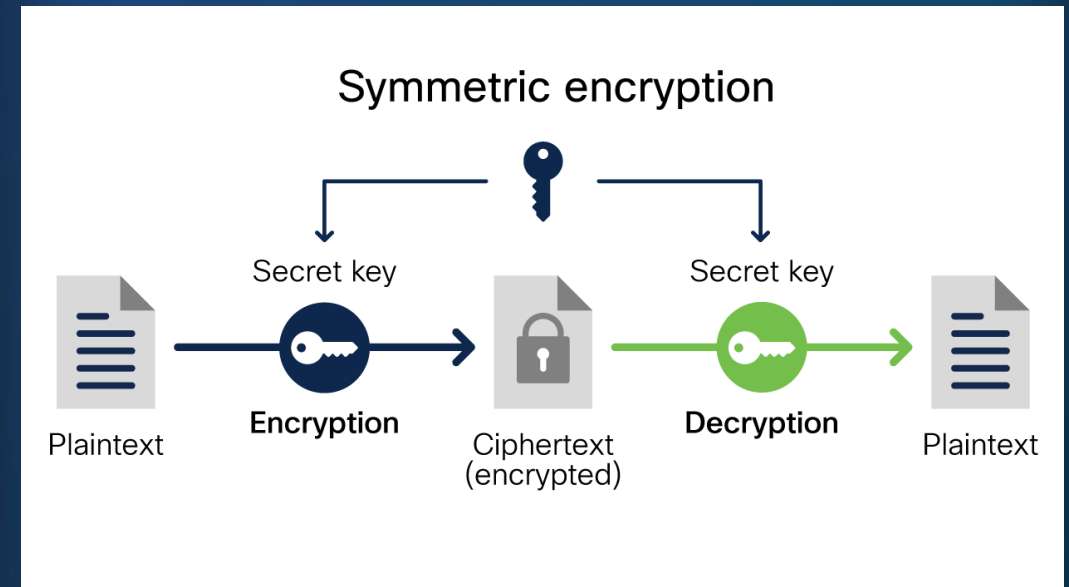 Symmetric encryption
Secret key
Secret key
Encryption
Decryption
Plaintext
Ciphertext
(encrypted)
Plaintext